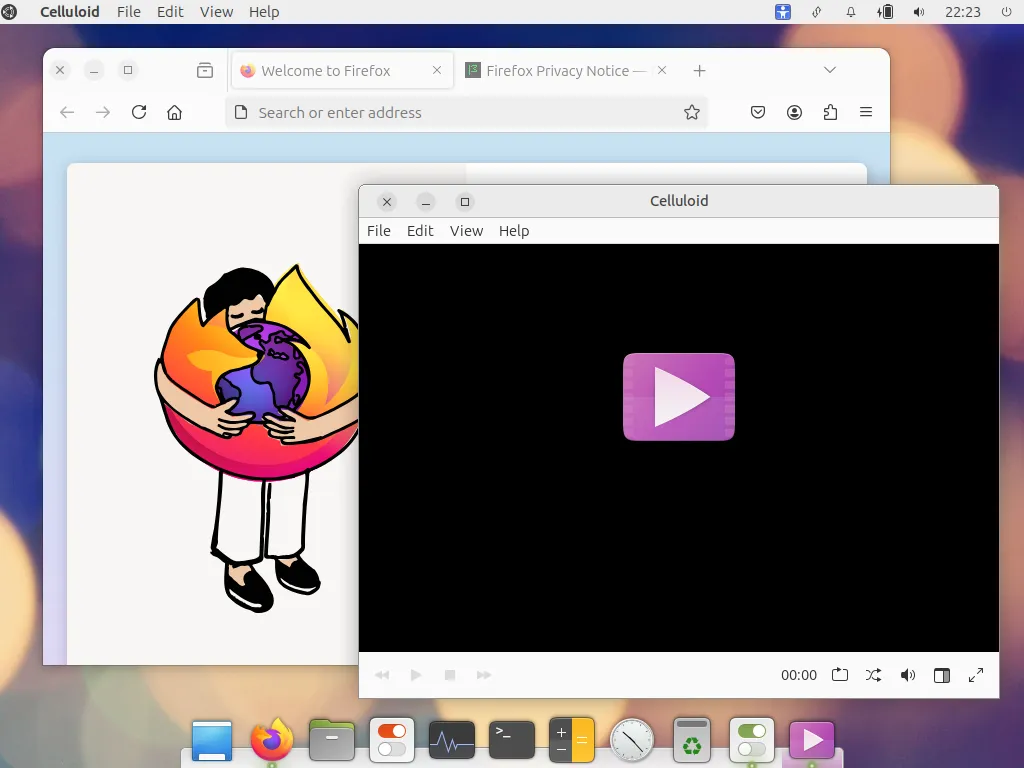 Celluloid File Edit View Help 22:23
Welcome to Firefox Firefox Privacy Notice —
Search or enter address
Celluloid
File Edit View Help
00:00